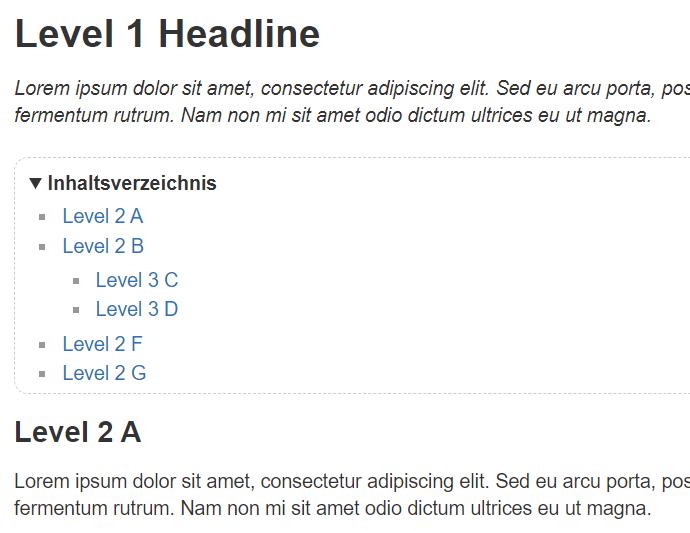 Level 1 Headline
Lorem ipsum dolor sit amet, consectetur adipiscing elit. Sed eu arcu porta, pos
fermentum rutrum. Nam non mi sit amet odio dictum ultrices eu ut magna.
Inhaltsverzeichnis
Level 2 A
Level 2 B
Level 3 C
Level 3 D
Level 2 F
Level 2 G
Level 2 A
Lorem ipsum dolor sit amet, consectetur adipiscing elit. Sed eu arcu porta, pos
fermentum rutrum. Nam non mi sit amet odio dictum ultrices eu ut magna.